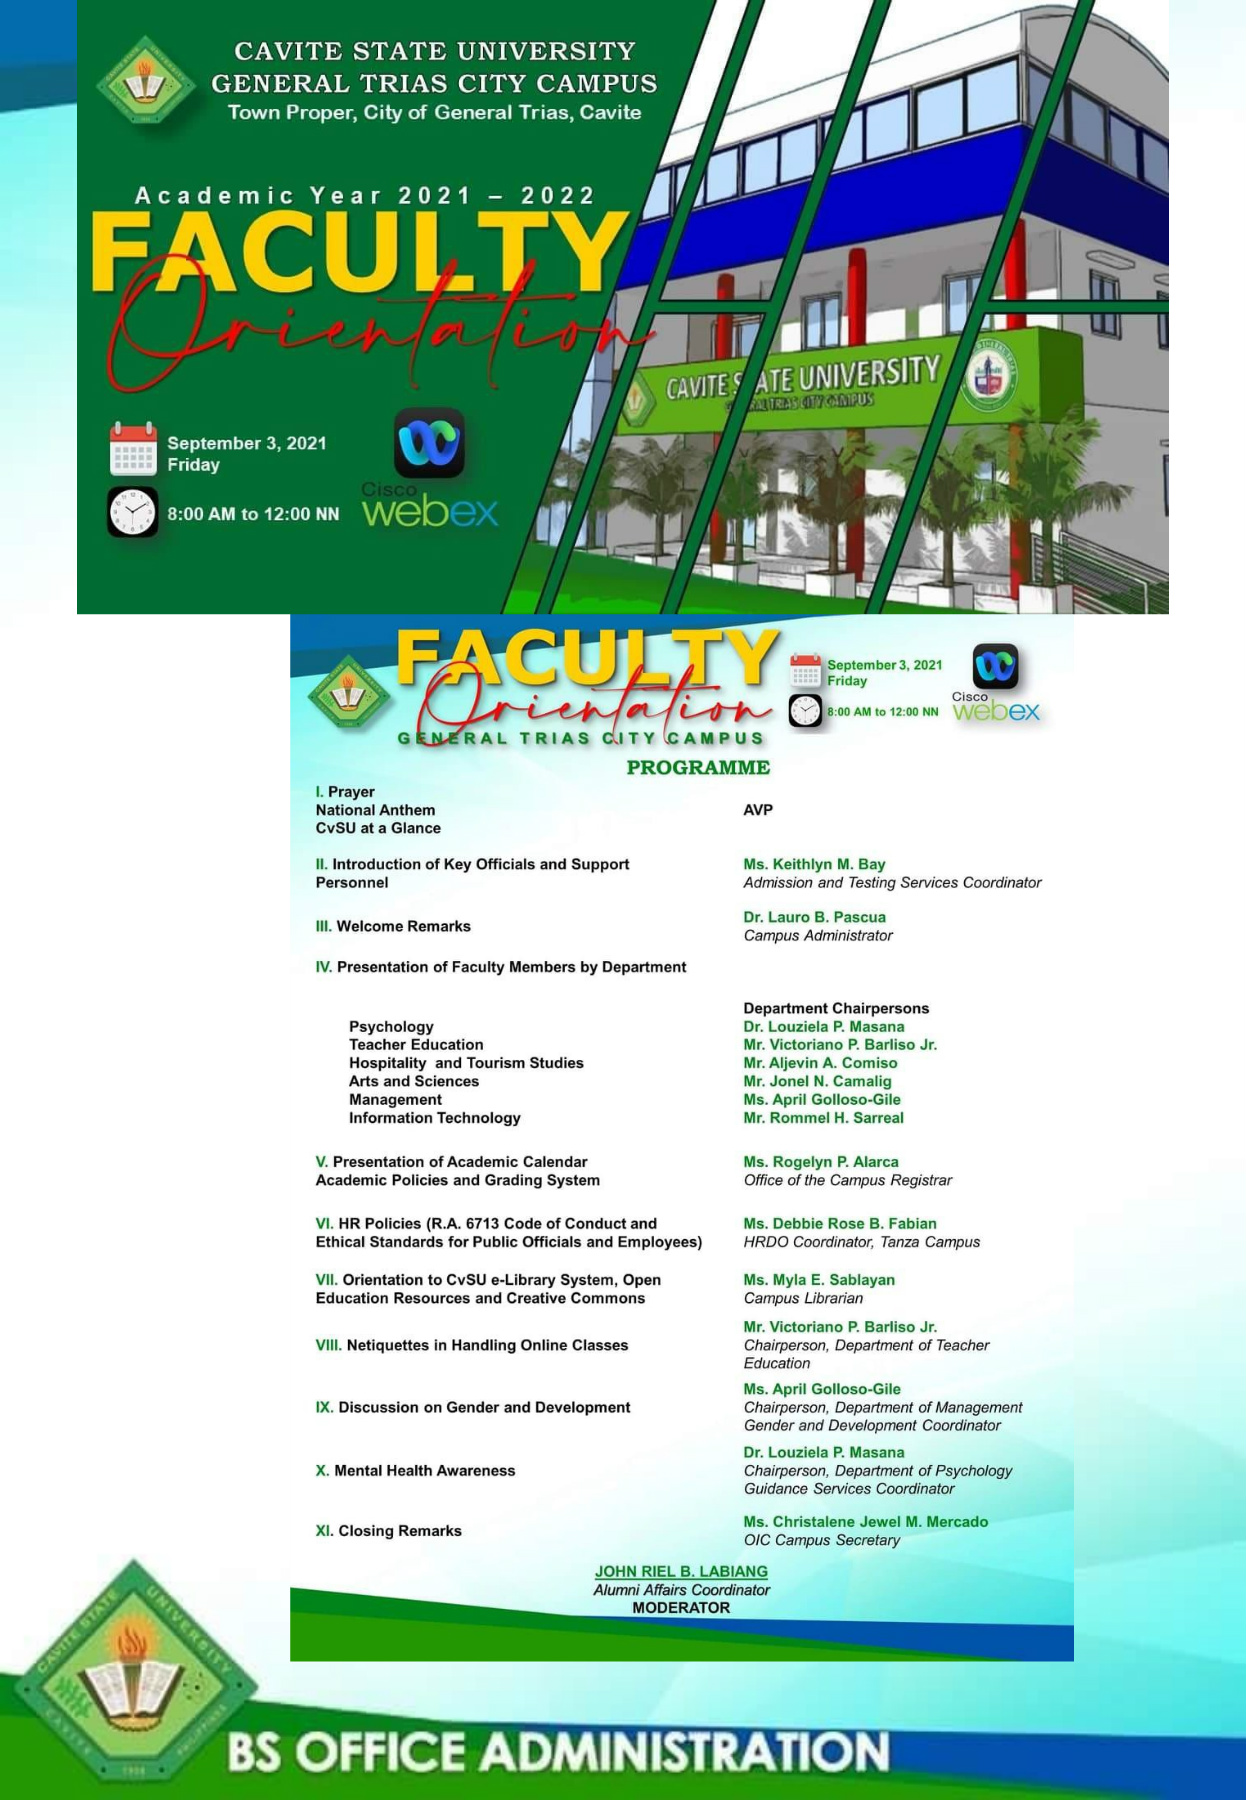 CAVITE STATE UNIVERSITY
GENERAL TRIAS CITY CAMPUS
Town Proper, City of General Trias, Cavite
Academic Year 2021 – 2022
FACULTY
Orientation
September 3, 2021
Friday
8:00 AM to 12:00 NN
Cisco
webex
CAVITE STATE UNIVERSITY
GENERAL TRIAS CITY CAMPUS
FACULTY
Orientation
GENERAL TRIAS CITY CAMPUS
September 3, 2021
Friday
8:00 AM to 12:00 NN
Cisco
webex
PROGRAMME
I. Prayer
National Anthem
AVP
CvSU at a Glance
II. Introduction of Key Officials and Support
Personnel
Ms. Keithlyn M. Bay
Admission and Testing Services Coordinator
III. Welcome Remarks
Dr. Lauro B. Pascua
Campus Administrator
IV. Presentation of Faculty Members by Department
Department Chairpersons
Psychology
Dr. Louziela P. Masana
Teacher Education
Mr. Victoriano P. Barliso Jr.
Hospitality and Tourism Studies
Mr. Aljevin A. Comiso
Arts and Sciences
Mr. Jonel N. Camalig
Management
Ms. April Golloso-Gile
Information Technology
Mr. Rommel H. Sarreal
V. Presentation of Academic Calendar
Academic Policies and Grading System
Ms. Rogelyn P. Alarca
Office of the Campus Registrar
VI. HR Policies (R.A. 6713 Code of Conduct and
Ethical Standards for Public Officials and Employees)
Ms. Debbie Rose B. Fabian
HRDO Coordinator, Tanza Campus
VII. Orientation to CvSU e-Library System, Open
Education Resources and Creative Commons
Ms. Myla E. Sablayan
Campus Librarian
VIII. Netiquettes in Handling Online Classes
Mr. Victoriano P. Barliso Jr.
Chairperson, Department of Teacher
Education
IX. Discussion on Gender and Development
Ms. April Golloso-Gile
Chairperson, Department of Management
Gender and Development Coordinator
X. Mental Health Awareness
Dr. Louziela P. Masana
Chairperson, Department of Psychology
Guidance Services Coordinator
XI. Closing Remarks
Ms. Christalene Jewel M. Mercado
OIC Campus Secretary
JOHN RIEL B. LABIANG
Alumni Affairs Coordinator
MODERATOR
CAVITE STATE UNIVERSITY
CAVITE PHILIPPINES
1906
BS OFFICE ADMINISTRATION